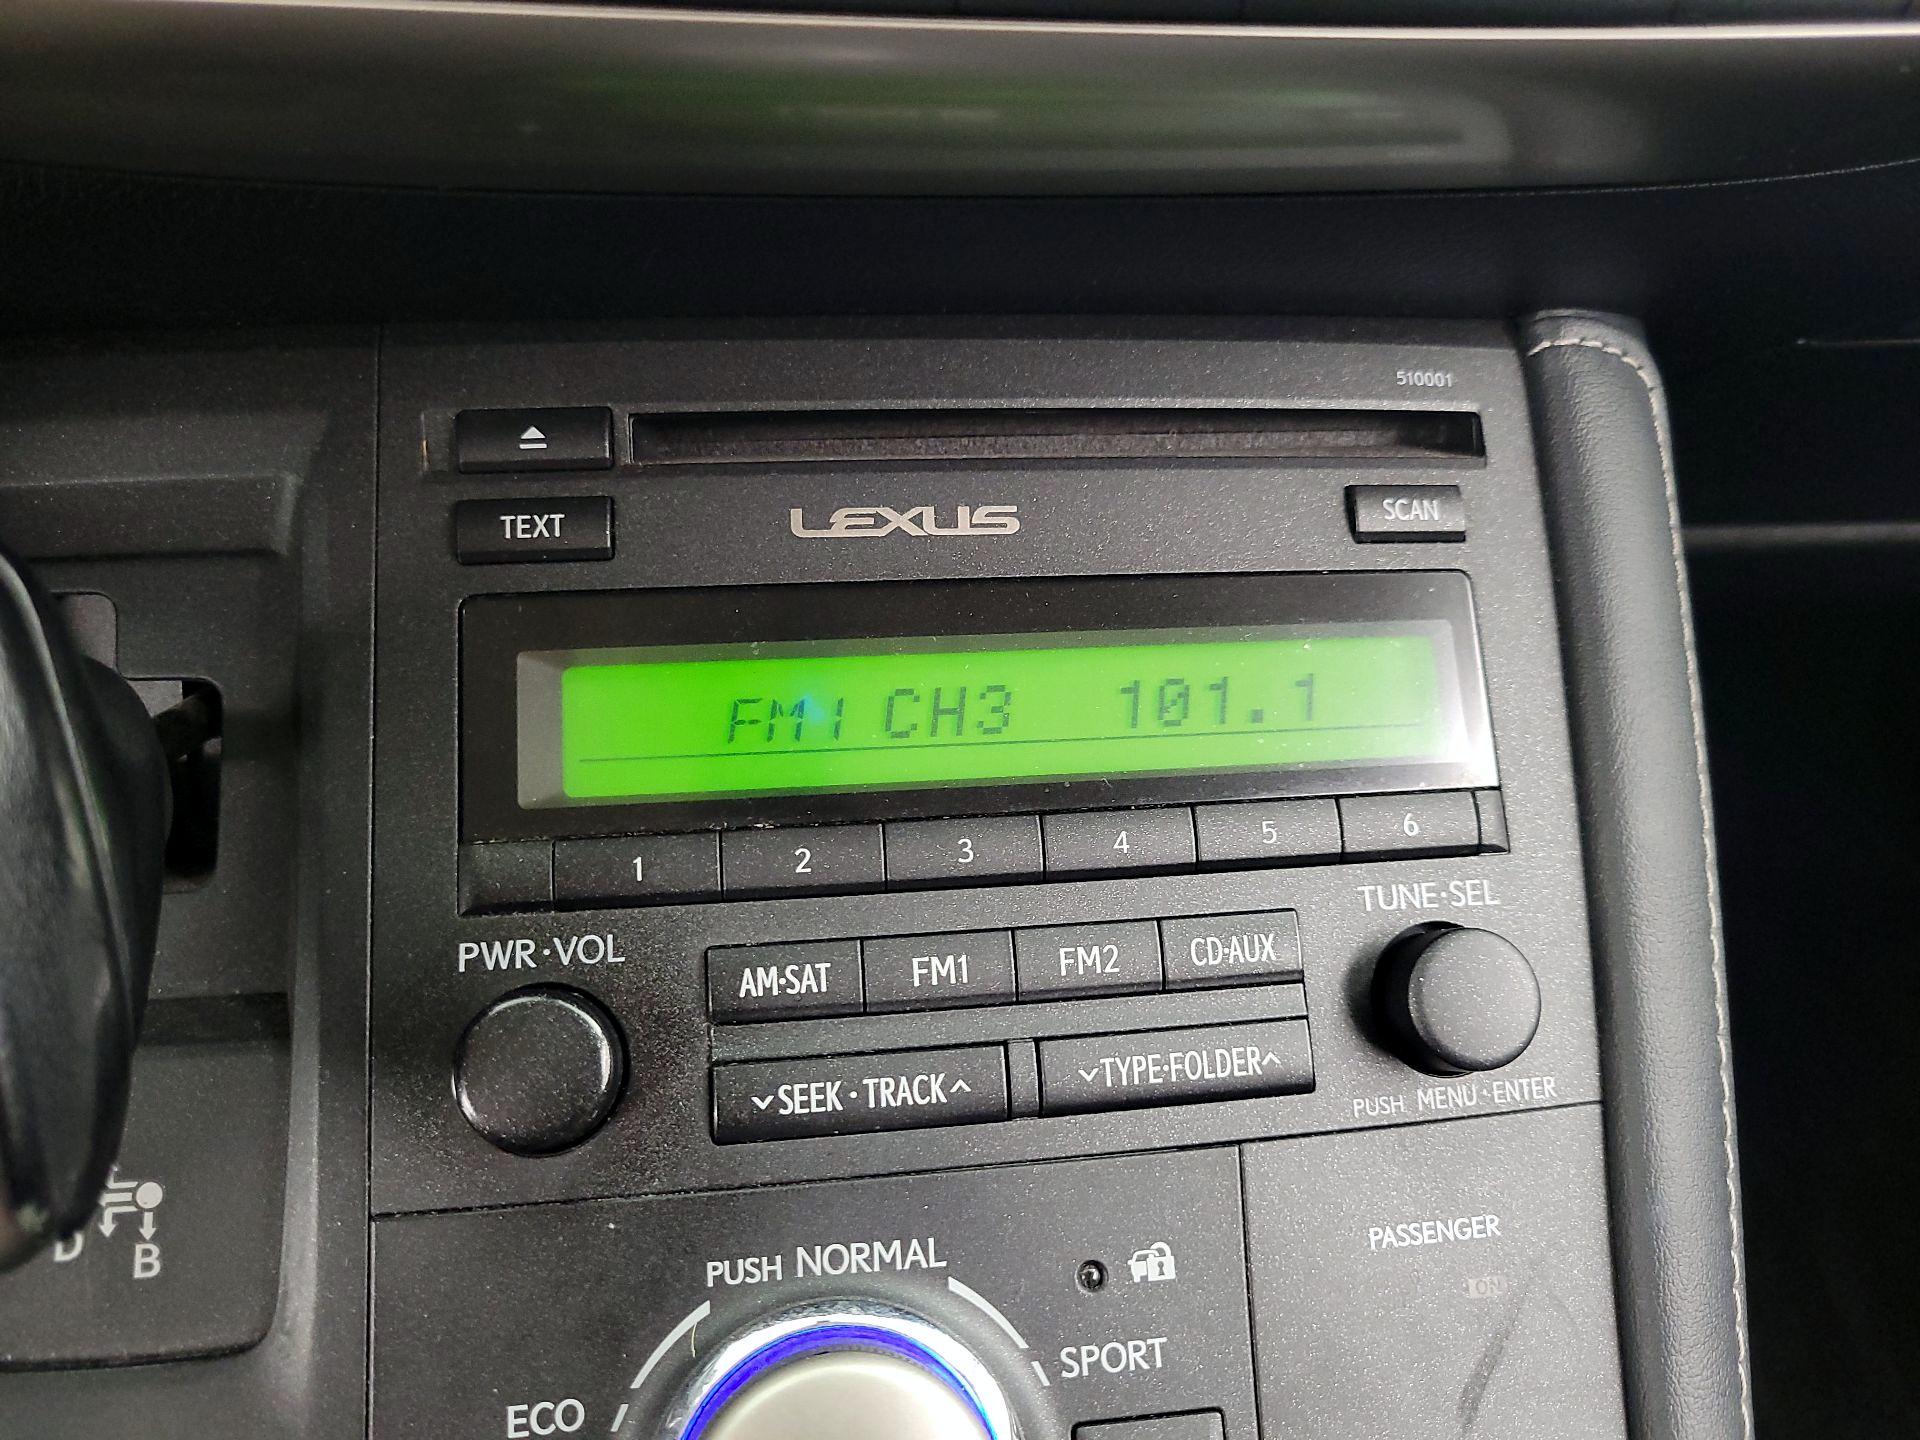 510001
TEXT
LEXUS
SCAN
FM1 CH3 101.1
1 2 3 4 5 6
TUNE·SEL
PWR·VOL
AM·SAT FM1 FM2 CD·AUX
SEEK·TRACK TYPE·FOLDER
PUSH MENU·ENTER
D
B
PASSENGER
ON
PUSH NORMAL
SPORT
ECO